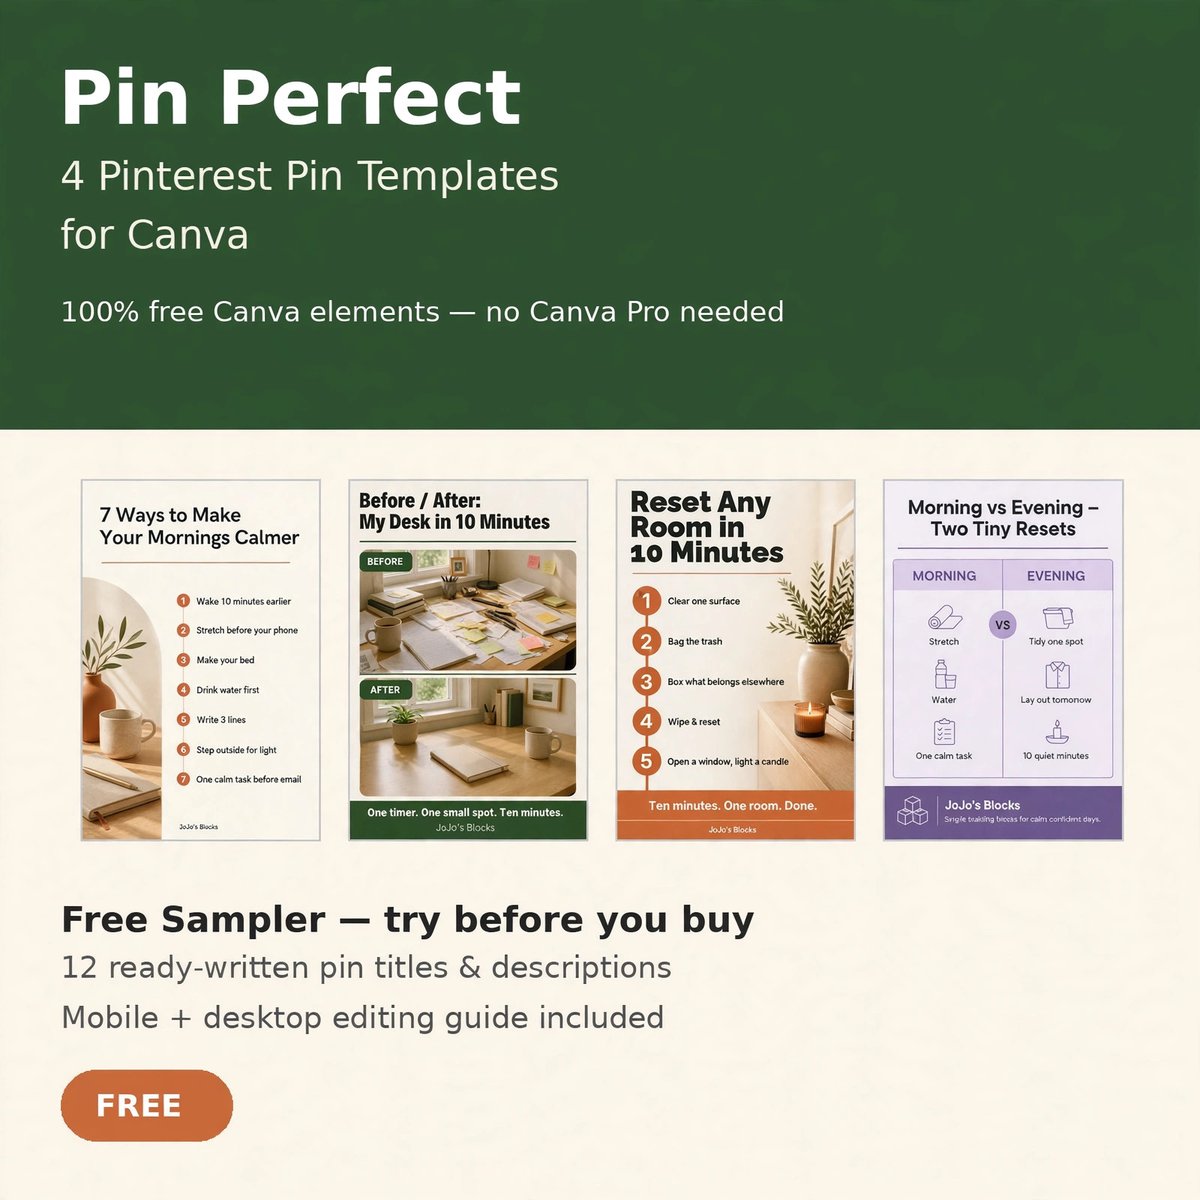 Pin Perfect
4 Pinterest Pin Templates
for Canva
100% free Canva elements — no Canva Pro needed
7 Ways to Make
Your Mornings Calmer
1 Wake 10 minutes earlier
2 Stretch before your phone
3 Make your bed
4 Drink water first
5 Write 3 lines
6 Step outside for light
7 One calm task before email
JoJo's Blocks
Before / After:
My Desk in 10 Minutes
BEFORE
AFTER
One timer. One small spot. Ten minutes.
JoJo's Blocks
Reset Any
Room in
10 Minutes
1 Clear one surface
2 Bag the trash
3 Box what belongs elsewhere
4 Wipe & reset
5 Open a window, light a candle
Ten minutes. One room. Done.
JoJo's Blocks
Morning vs Evening –
Two Tiny Resets
MORNING EVENING
VS
Stretch Tidy one spot
Water Lay out tomorrow
One calm task 10 quiet minutes
JoJo's Blocks
for calm confident days.
Free Sampler — try before you buy
12 ready-written pin titles & descriptions
Mobile + desktop editing guide included
FREE